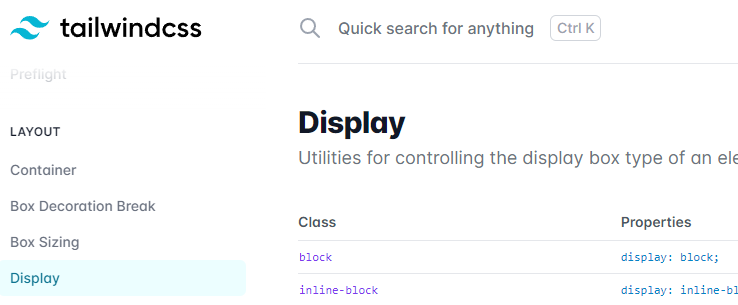 tailwindcss
Quick search for anything
Ctrl K
Preflight
LAYOUT
Container
Box Decoration Break
Box Sizing
Display
Display
Utilities for controlling the display box type of an ele
Class Properties
block display: block;
inline-block display: inline-bl